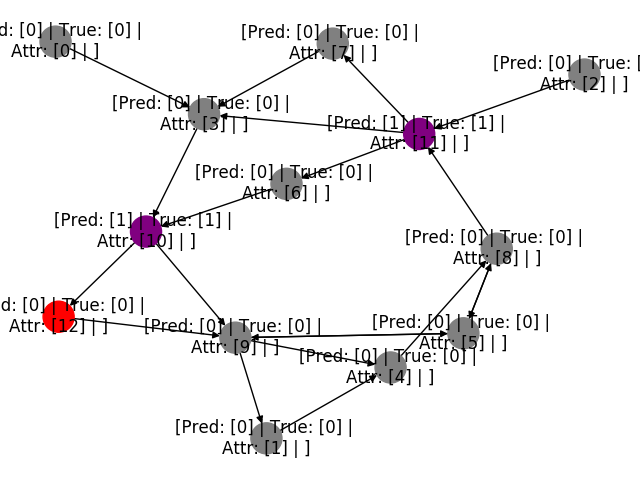 d: [0] | True: [0] |
Attr: [0] | ]
[Pred: [0] | True: [0] |
Attr: [7] | ]
[Pred: [0] | True: [
Attr: [2] | ]
[Pred: [0] | True: [0] |
Attr: [3] | ]
[Pred: [1] | True: [1] |
Attr: [11] | ]
[Pred: [0] | True: [0] |
Attr: [6] | ]
[Pred: [1] | True: [1] |
Attr: [10] | ]
[Pred: [0] | True: [0] |
Attr: [8] | ]
d: [0] | True: [0] |
Attr: [12] | ]
[Pred: [0] | True: [0] |
Attr: [9] | ]
[Pred: [0] | True: [0] |
Attr: [5] | ]
[Pred: [0] | True: [0] |
Attr: [4] | ]
[Pred: [0] | True: [0] |
Attr: [1] | ]